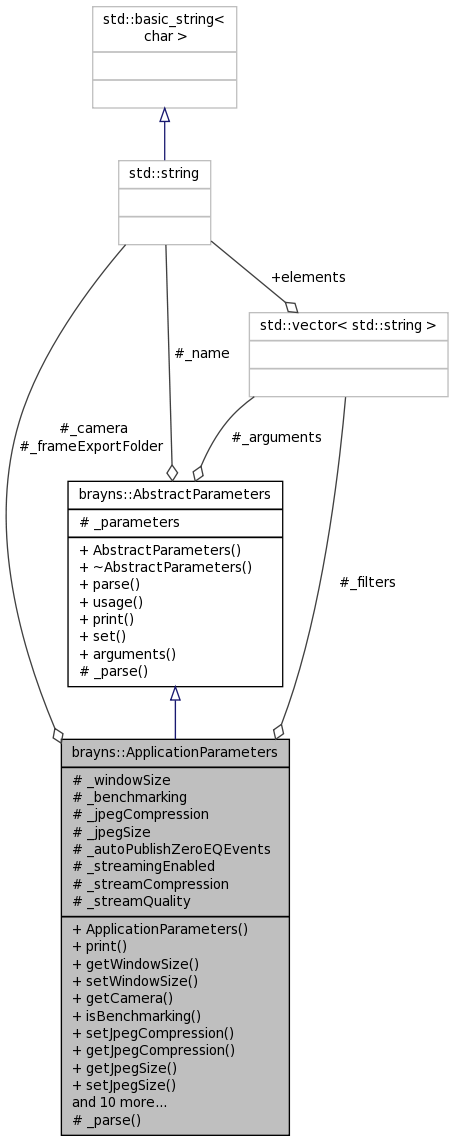 std::basic_string<
char >
std::string
+elements
std::vector< std::string >
#_name
#_camera
#_frameExportFolder
#_arguments
brayns::AbstractParameters
# _parameters
+ AbstractParameters()
+ ~AbstractParameters()
+ parse()
+ usage()
+ print()
+ set()
+ arguments()
# _parse()
#_filters
brayns::ApplicationParameters
# _windowSize
# _benchmarking
# _jpegCompression
# _jpegSize
# _autoPublishZeroEQEvents
# _streamingEnabled
# _streamCompression
# _streamQuality
+ ApplicationParameters()
+ print()
+ getWindowSize()
+ setWindowSize()
+ getCamera()
+ isBenchmarking()
+ setJpegCompression()
+ getJpegCompression()
+ getJpegSize()
+ setJpegSize()
and 10 more...
# _parse()